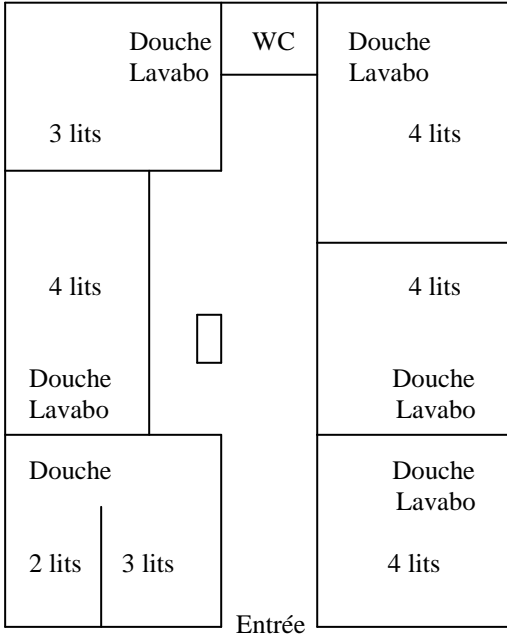 Douche
Lavabo
3 lits
WC
Douche
Lavabo
4 lits
4 lits
Douche
Lavabo
4 lits
Douche
Lavabo
Douche
2 lits
3 lits
Douche
Lavabo
4 lits
Entrée